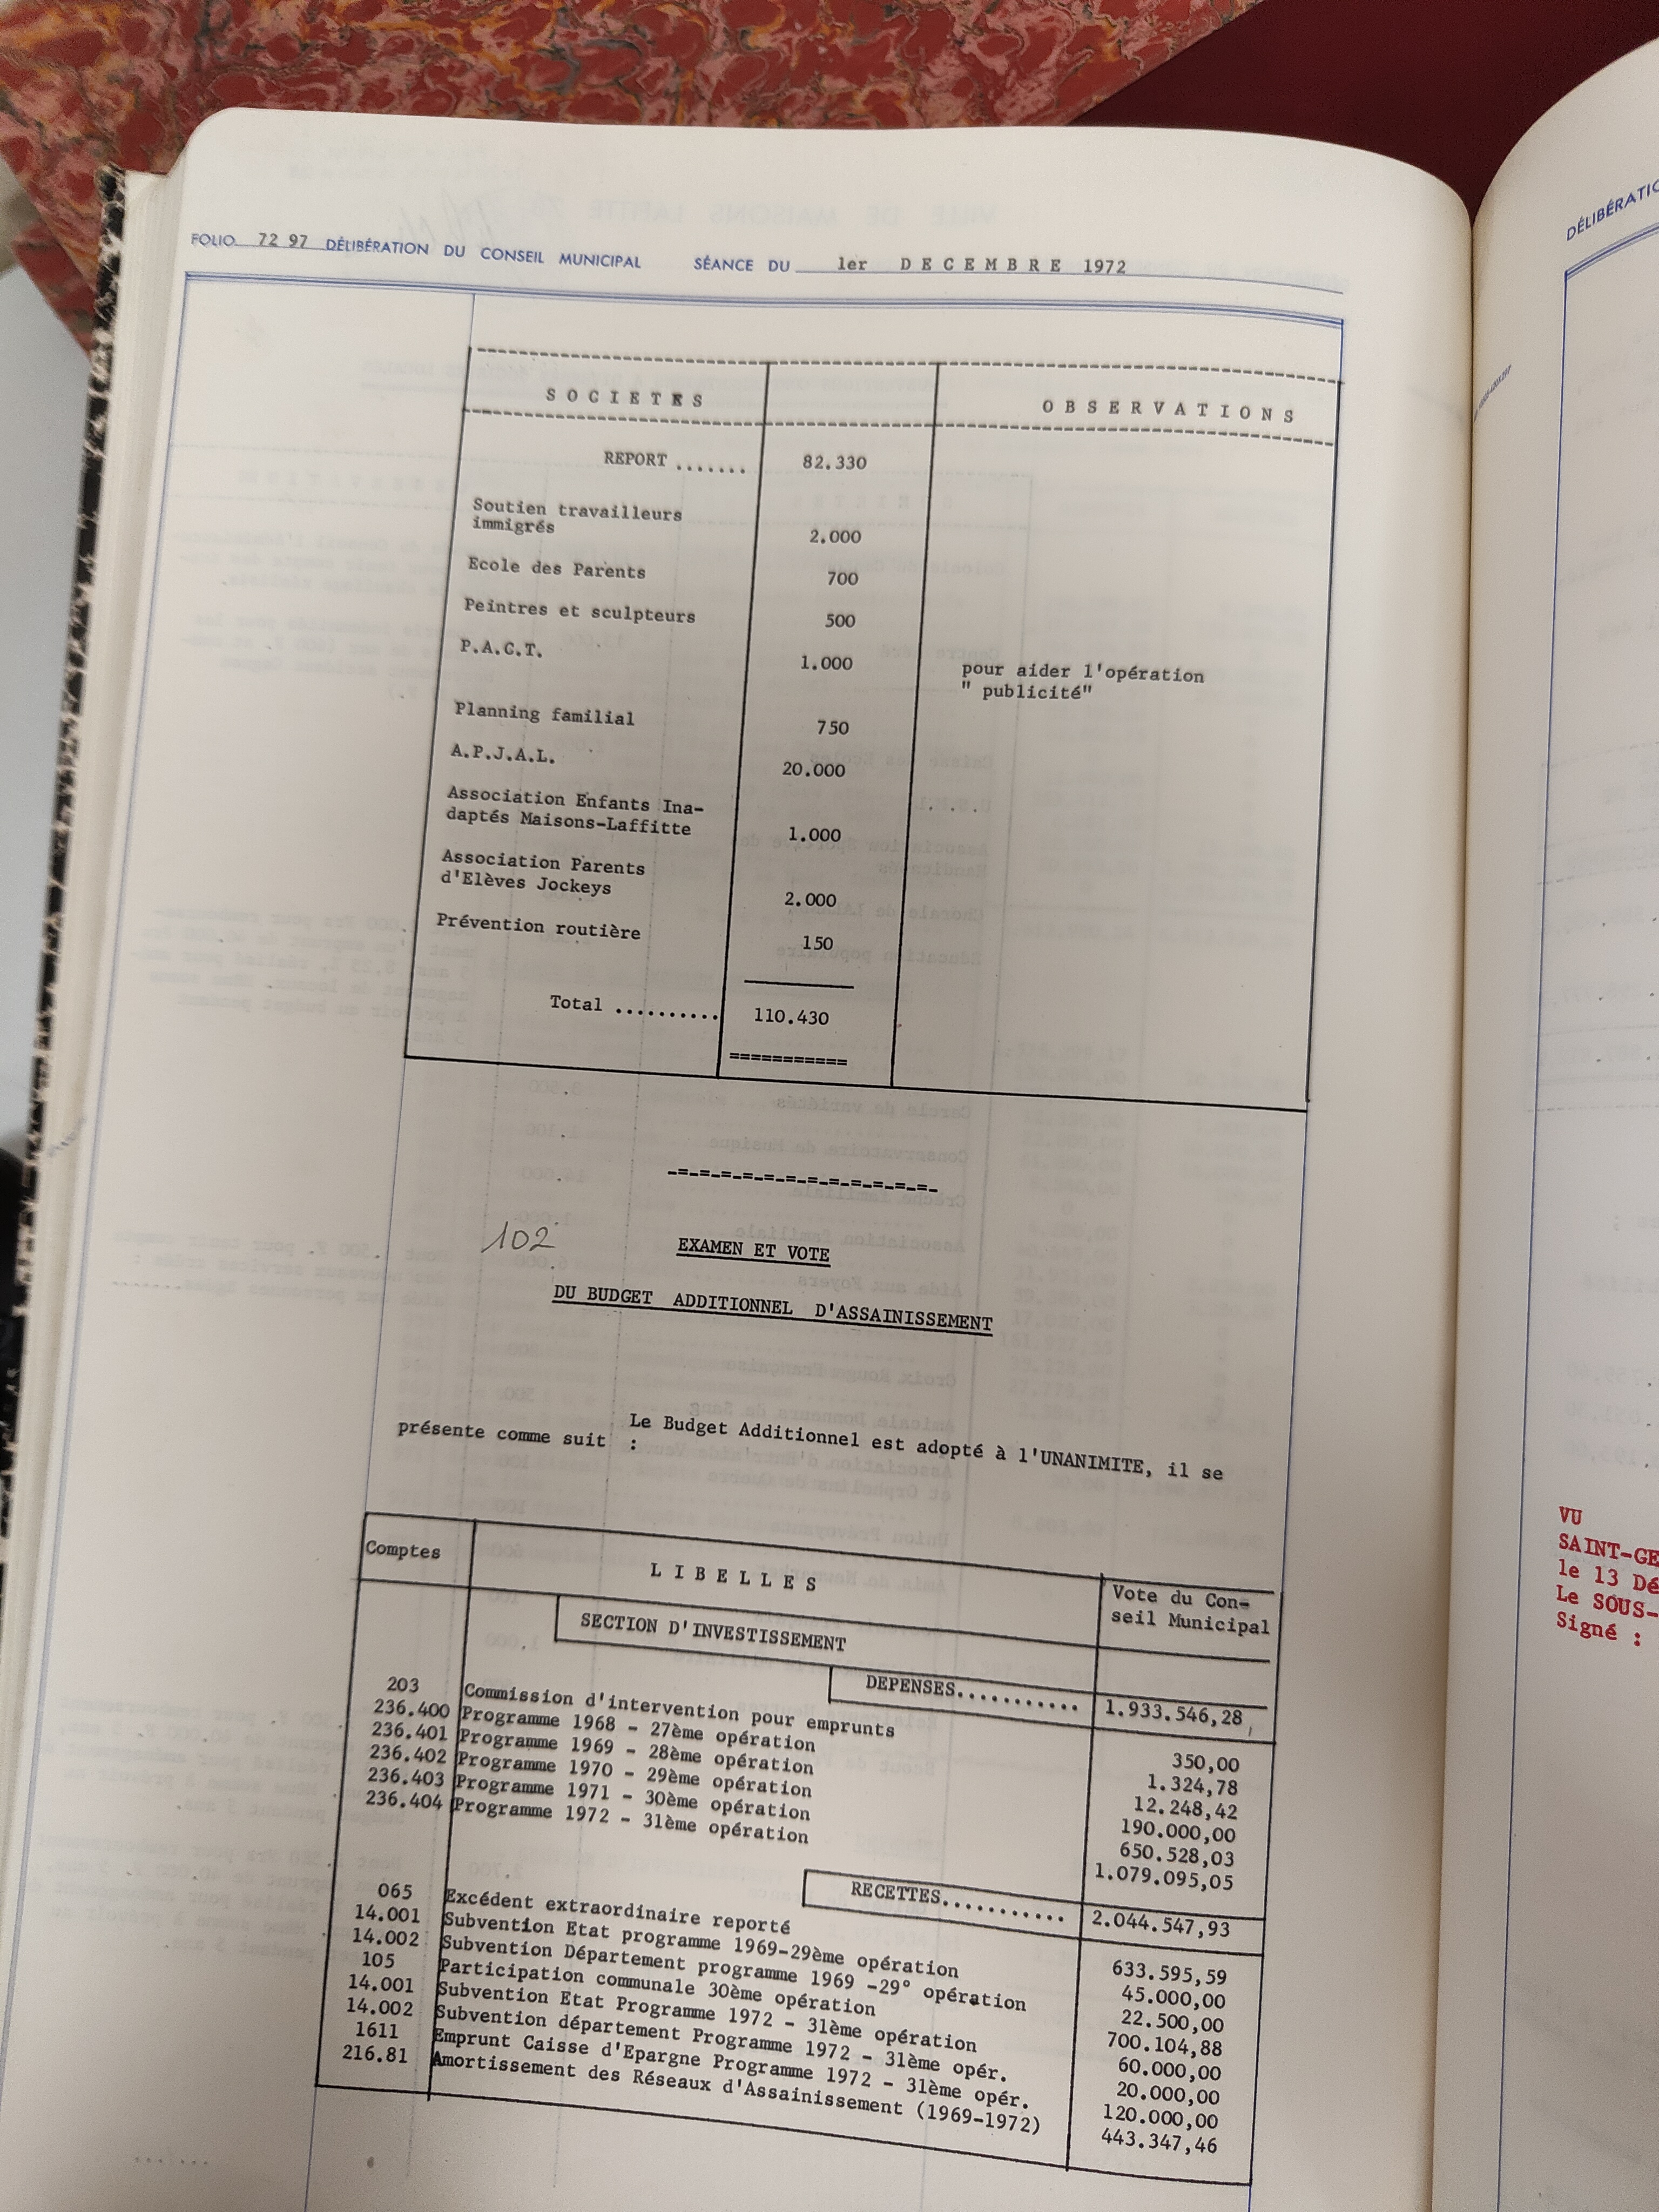 FOLIO 72 97 DÉLIBÉRATION DU CONSEIL MUNICIPAL SÉANCE DU 1er DECEMBRE 1972
SOCIETES OBSERVATIONS
REPORT ....... 82.330
Soutien travailleurs
immigrés 2.000
Ecole des Parents 700
Peintres et sculpteurs 500
P.A.C.T. 1.000 pour aider l'opération
" publicité"
Planning familial 750
A.P.J.A.L. 20.000
Association Enfants Ina-
daptés Maisons-Laffitte 1.000
Association Parents
d'Elèves Jockeys 2.000
Prévention routière 150
Total .......... 110.430
===========
-=-=-=-=-=-=-=-=-=-=-=-=-
102 EXAMEN ET VOTE
DU BUDGET ADDITIONNEL D'ASSAINISSEMENT
Le Budget Additionnel est adopté à l'UNANIMITE, il se
présente comme suit :
Comptes LIBELLES Vote du Con-
seil Municipal
SECTION D'INVESTISSEMENT
DEPENSES........... 1.933.546,28
203 Commission d'intervention pour emprunts 350,00
236.400 Programme 1968 - 27ème opération 1.324,78
236.401 Programme 1969 - 28ème opération 12.248,42
236.402 Programme 1970 - 29ème opération 190.000,00
236.403 Programme 1971 - 30ème opération 650.528,03
236.404 Programme 1972 - 31ème opération 1.079.095,05
RECETTES........... 2.044.547,93
065 Excédent extraordinaire reporté 633.595,59
14.001 Subvention Etat programme 1969-29ème opération 45.000,00
14.002 Subvention Département programme 1969 -29° opération 22.500,00
105 Participation communale 30ème opération 700.104,88
14.001 Subvention Etat Programme 1972 - 31ème opération 60.000,00
14.002 Subvention département Programme 1972 - 31ème opér. 20.000,00
1611 Emprunt Caisse d'Epargne Programme 1972 - 31ème opér. 120.000,00
216.81 Amortissement des Réseaux d'Assainissement (1969-1972) 443.347,46
VU
SAINT-GE
le 13 Dé
Le SOUS-
Signé :